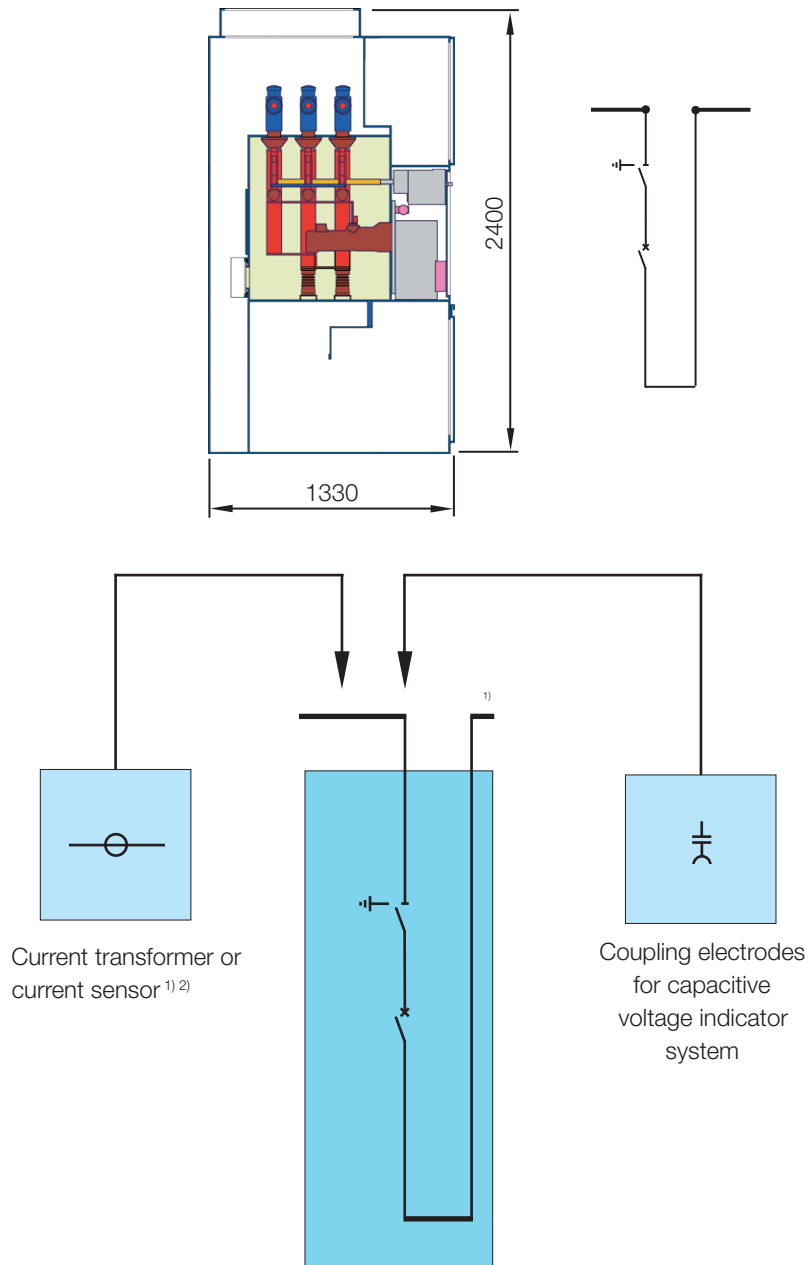 2400
1330
1)
Current transformer or
current sensor 1) 2)
Coupling electrodes
for capacitive
voltage indicator
system